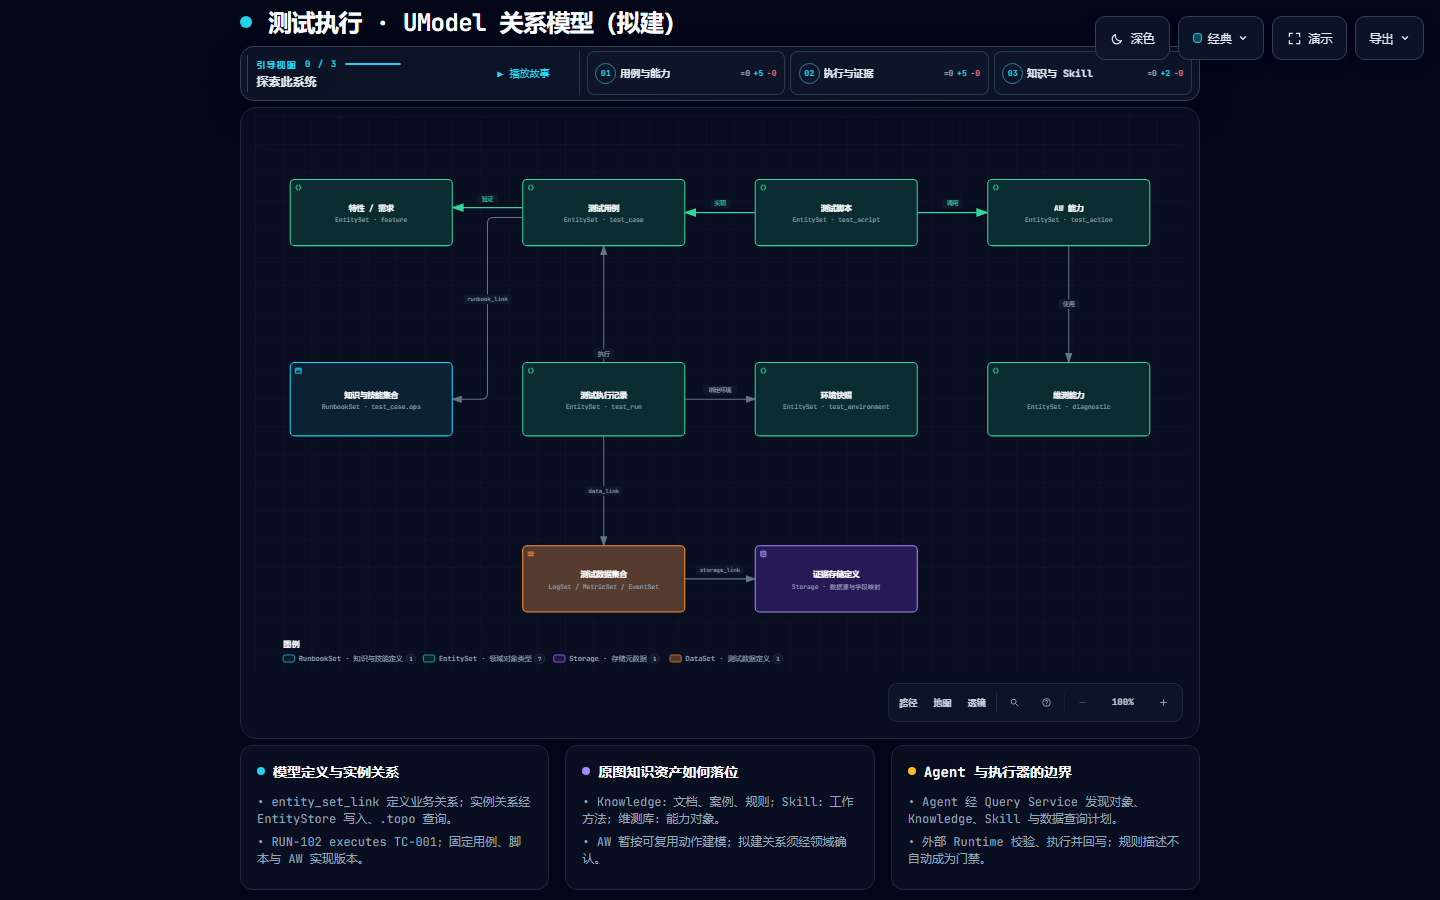 测试执行 · UModel 关系模型（拟建）
深色
经典
演示
导出
引导视图 0 / 3
探索此系统
▶ 播放故事
01 用例与能力 =0 +5 -0
02 执行与证据 =0 +5 -0
03 知识与 Skill =0 +2 -0
特性 / 需求
EntitySet · feature
验证
测试用例
EntitySet · test_case
实现
测试脚本
EntitySet · test_script
调用
AW 能力
EntitySet · test_action
runbook_link
使用
执行
知识与技能集合
RunbookSet · test_case.ops
测试执行记录
EntitySet · test_run
绑定环境
环境快照
EntitySet · test_environment
维测能力
EntitySet · diagnostic
data_link
测试数据集合
LogSet / MetricSet / EventSet
storage_link
证据存储定义
Storage · 数据源与字段映射
图例
RunbookSet · 知识与技能定义 1
EntitySet · 领域对象类型 7
Storage · 存储元数据 1
DataSet · 测试数据定义 1
路径 地图 透镜 − 100% +
模型定义与实例关系
• entity_set_link 定义业务关系；实例关系经
EntityStore 写入、.topo 查询。
• RUN-102 executes TC-001；固定用例、脚
本与 AW 实现版本。
原图知识资产如何落位
• Knowledge：文档、案例、规则；Skill：工作
方法；维测库：能力对象。
• AW 暂按可复用动作建模；拟建关系须经领域确
认。
Agent 与执行器的边界
• Agent 经 Query Service 发现对象、
Knowledge、Skill 与数据查询计划。
• 外部 Runtime 校验、执行并回写；规则描述不
自动成为门禁。